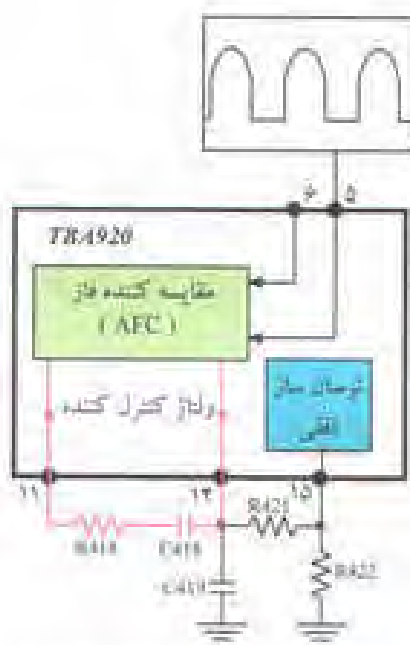 ۶ ۵
TBA920
مقایسه کننده فاز
( AFC )
ولتاژ کنترل کننده
نوسان ساز
افقی
۱۱ ۱۲ ۱۵
R421
R418 C418
C419 R422